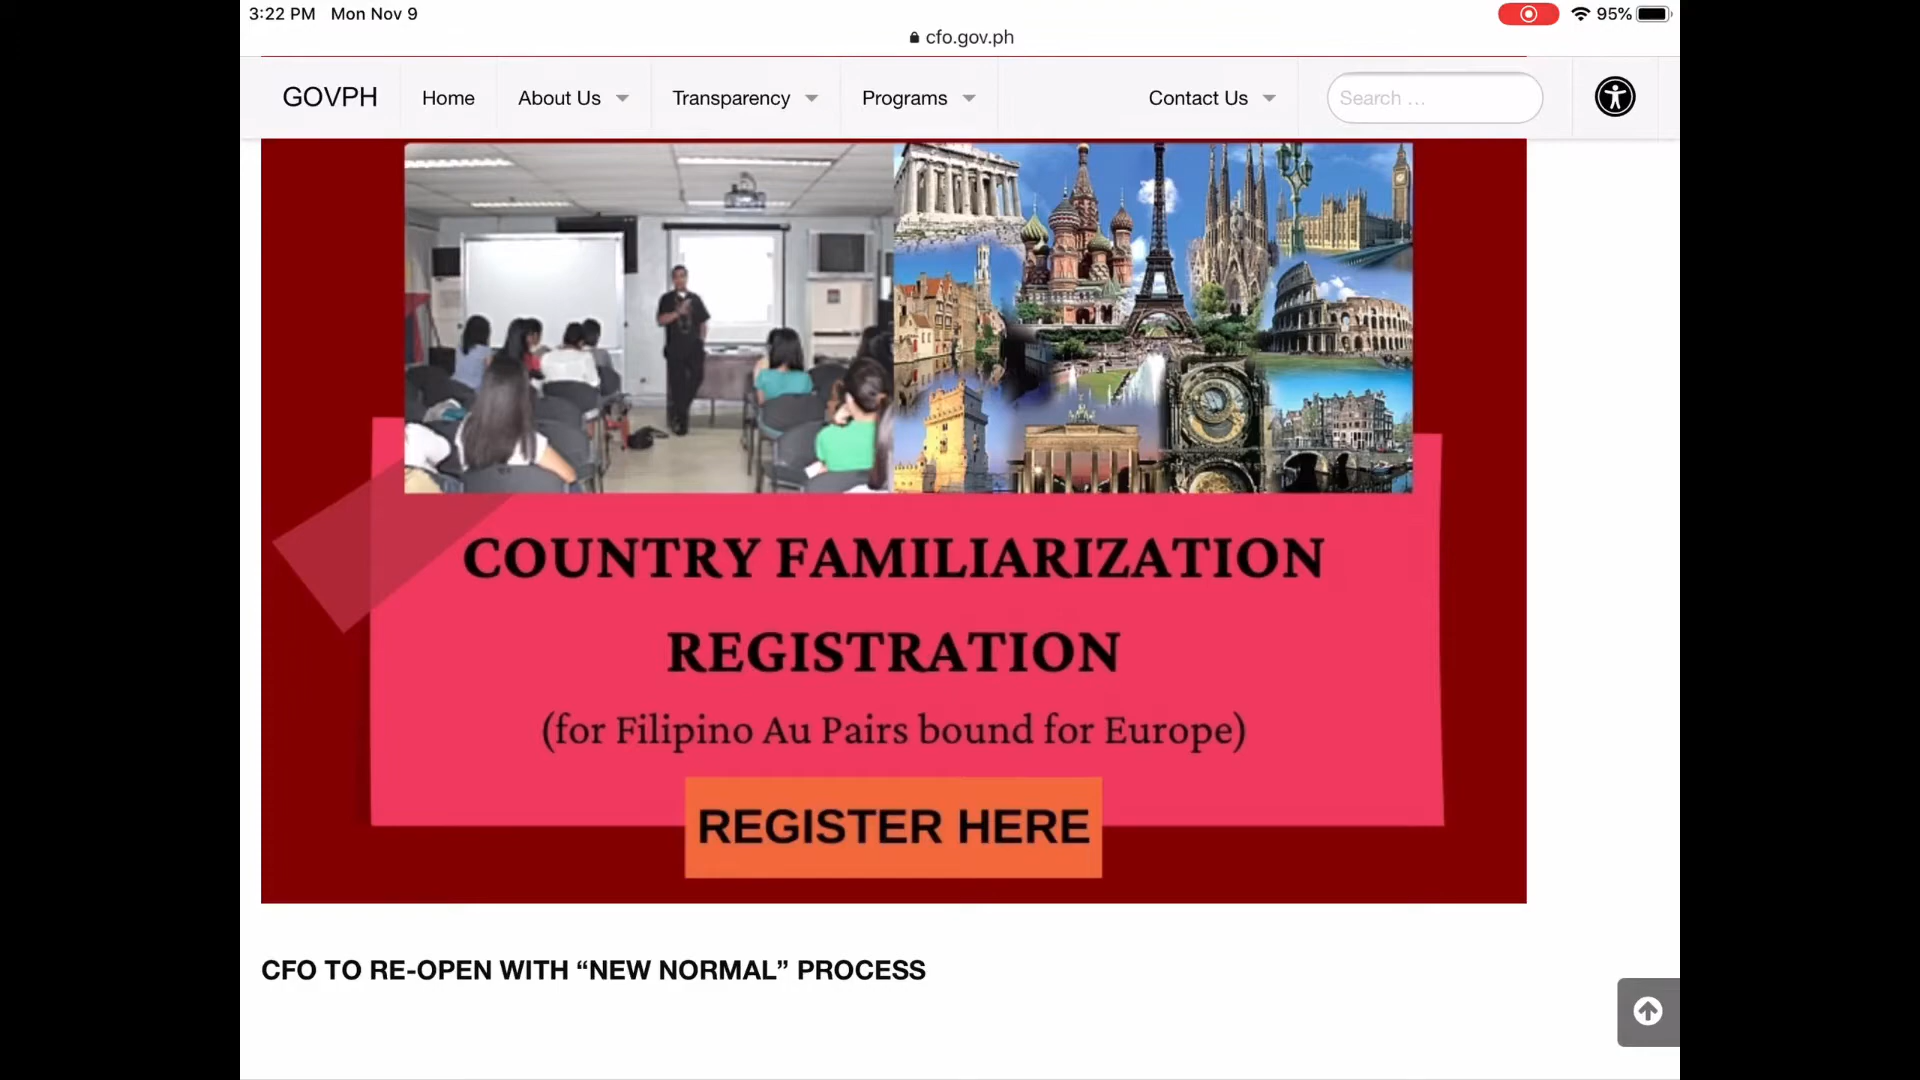 3:22 PM Mon Nov 9
95%
cfo.gov.ph
GOVPH Home About Us Transparency Programs Contact Us Search ...
COUNTRY FAMILIARIZATION
REGISTRATION
(for Filipino Au Pairs bound for Europe)
REGISTER HERE
CFO TO RE-OPEN WITH “NEW NORMAL” PROCESS